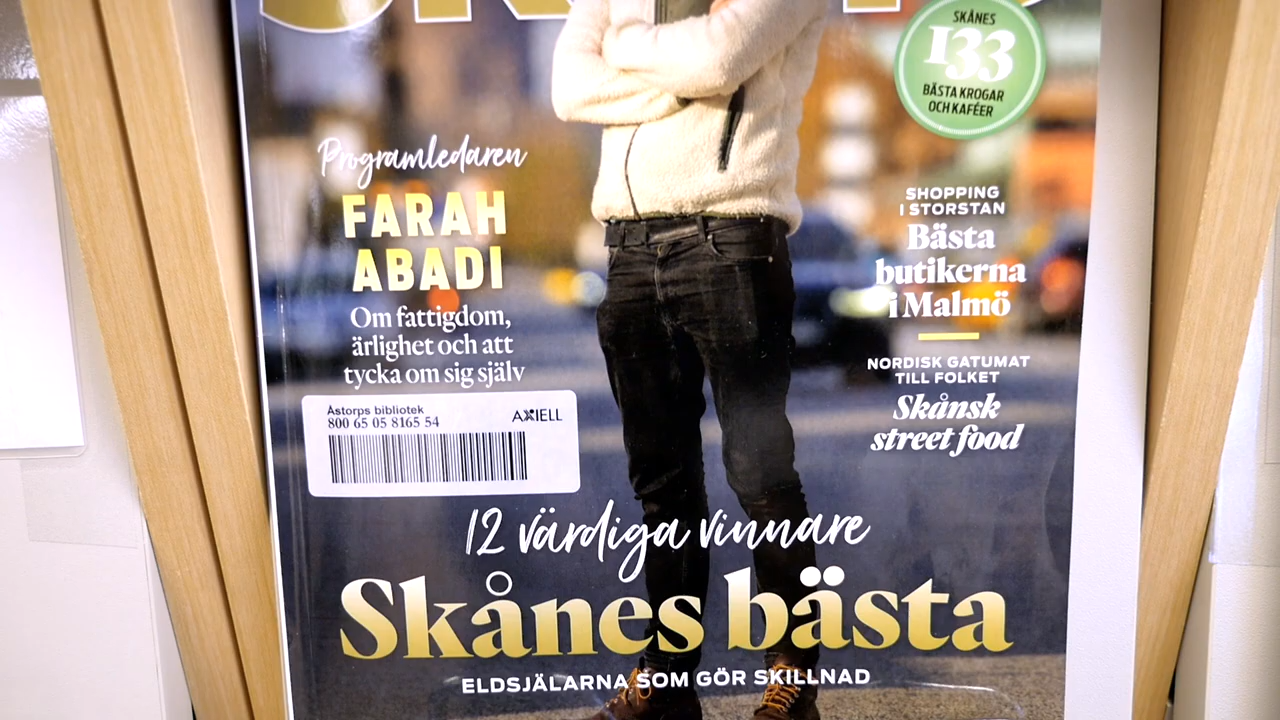 SKÅNES
133
BÄSTA KROGAR
OCH KAFÉER
Programledaren
FARAH
ABADI
Om fattigdom,
ärlighet och att
tycka om sig själv
SHOPPING
I STORSTAN
Bästa
butikerna
i Malmö
NORDISK GATUMAT
TILL FOLKET
Skånsk
street food
Åstorps bibliotek
800 65 05 8165 54
AXIELL
12 värdiga vinnare
Skånes bästa
ELDSJÄLARNA SOM GÖR SKILLNAD